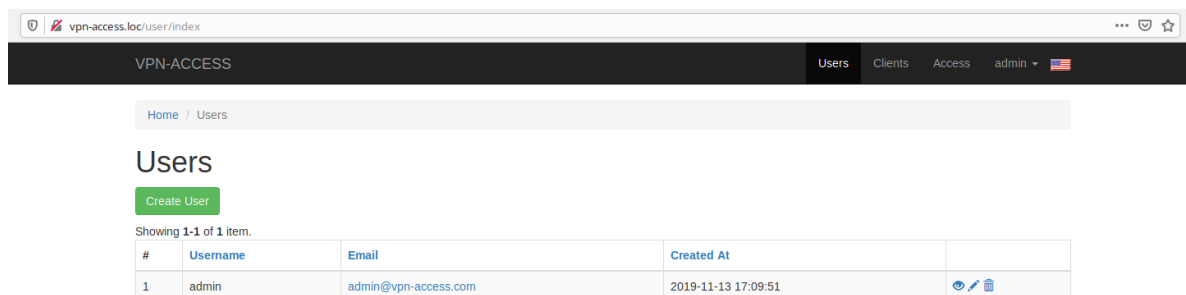 vpn-access.loc/user/index
VPN-ACCESS Users Clients Access admin
Home / Users
Users
Create User
Showing 1-1 of 1 item.
# Username Email Created At
1 admin admin@vpn-access.com 2019-11-13 17:09:51